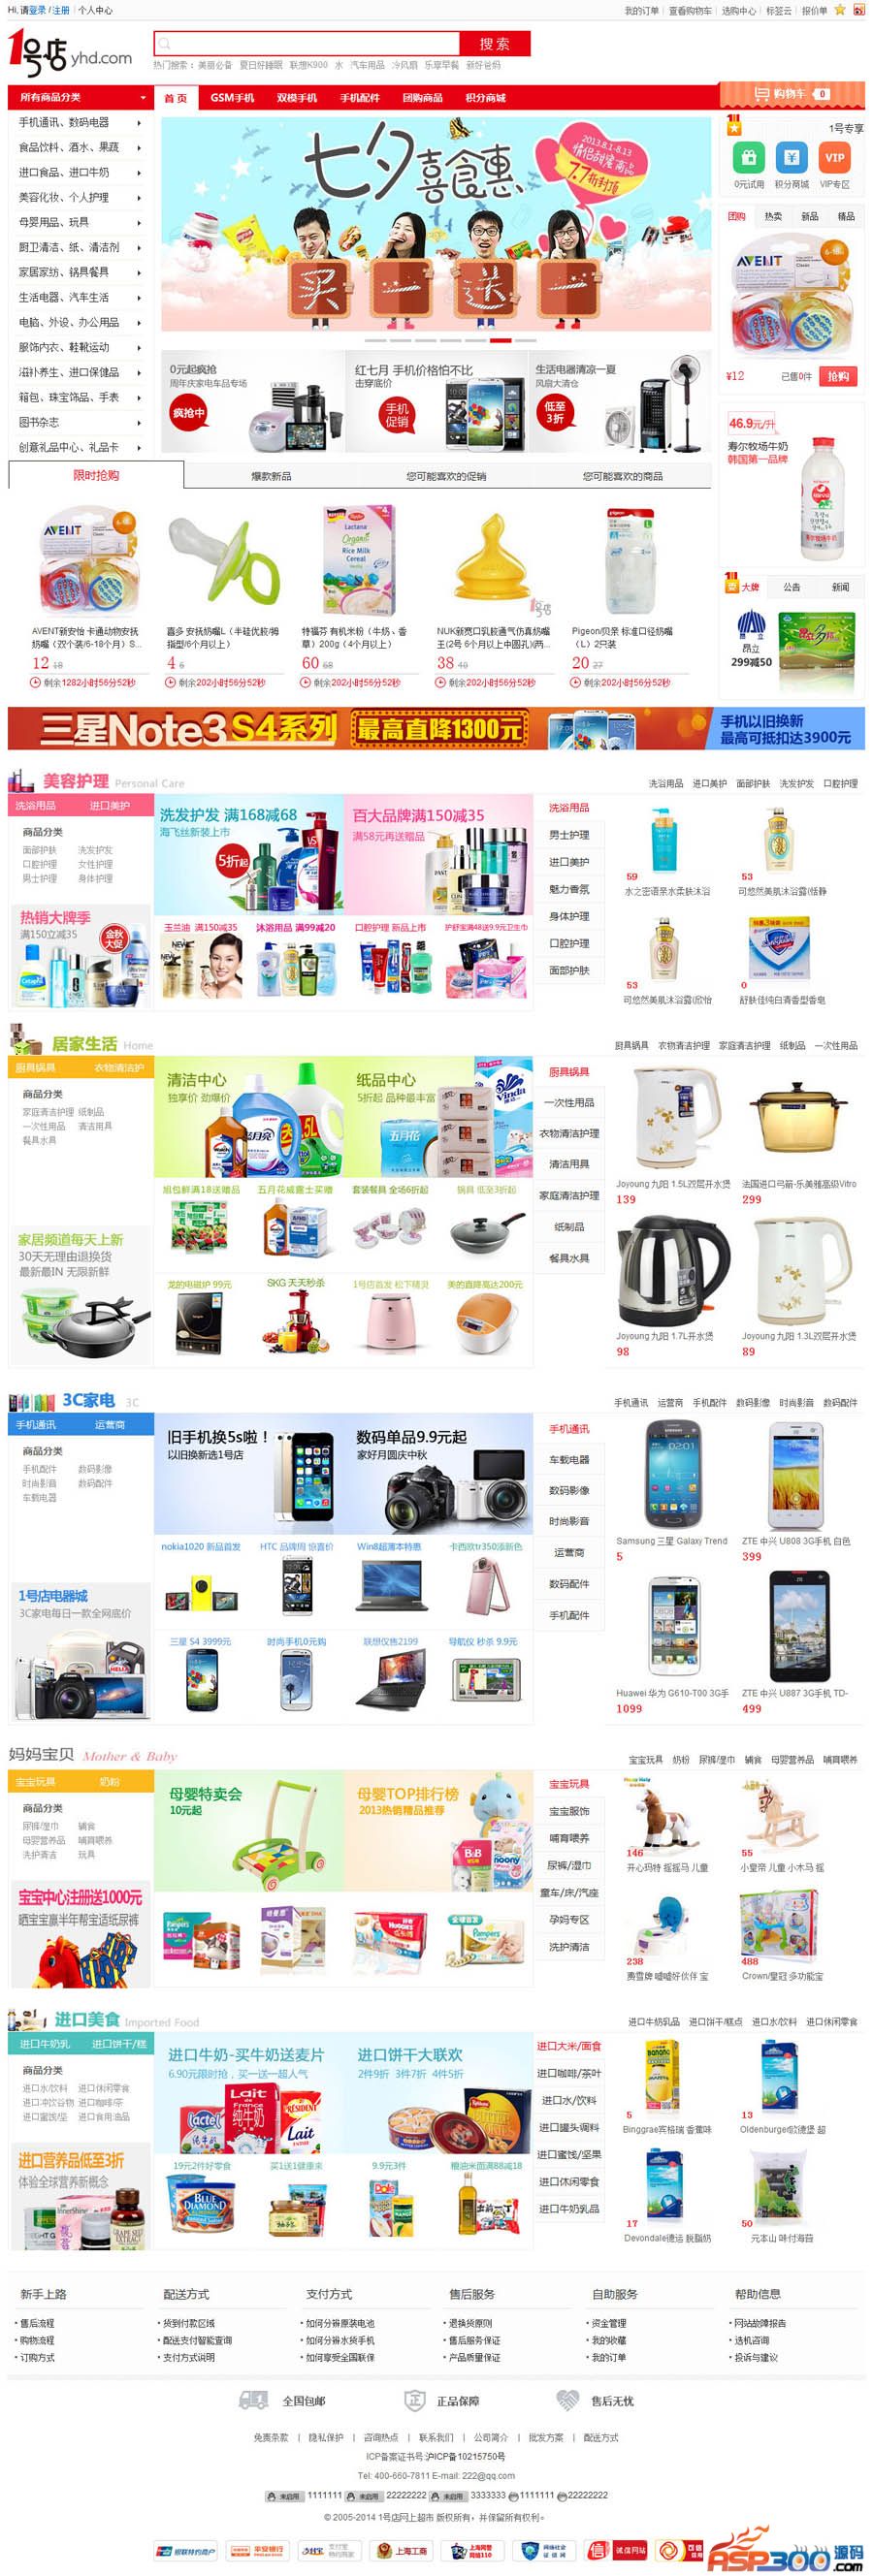 Hi, 请登录 / 注册 | 个人中心
我的订单 | 查看购物车 | 选购中心 | 标签云 | 报价单
1号店 yhd.com
搜 索
热门搜索： 美丽必备 夏日好睡眠 联想K900 水 汽车用品 冷风扇 乐享早餐 新好爸妈
所有商品分类
首 页 GSM手机 双模手机 手机配件 团购商品 积分商城
购物车 0
手机通讯、数码电器
食品饮料、酒水、果蔬
进口食品、进口牛奶
美容化妆、个人护理
母婴用品、玩具
厨卫清洁、纸、清洁剂
家居家纺、锅具餐具
生活电器、汽车生活
电脑、外设、办公用品
服饰内衣、鞋靴运动
滋补养生、进口保健品
箱包、珠宝饰品、手表
图书杂志
创意礼品中心、礼品卡
七夕喜食惠
2013.8.1-8.13
情侣甜蜜商品
7.7折封顶
买 一 送 一
1号专享
0元试用 积分商城 VIP专区
VIP
团购 热卖 新品 精品
AVENT
¥12 已售0件 抢购
0元起疯抢
周年庆家电车品专场
疯抢中
红七月 手机价格怕不比
击穿底价
手机促销
生活电器清凉一夏
风扇大清仓
低至3折
46.9元/升
寿尔牧场牛奶
韩国第一品牌
限时抢购 爆款新品 您可能喜欢的促销 您可能喜欢的商品
AVENT新安怡 卡通动物安抚奶嘴（双个装/6-18个月）S...
12 18
剩余1282小时56分52秒
喜多 安抚奶嘴L（半硅优胶/拇指型/6个月以上）
4 6
剩余202小时56分52秒
特福芬 有机米粉（牛奶、香草）200g（4个月以上）
60 68
剩余202小时56分52秒
NUK新宽口乳胶通气仿真奶嘴王(2号 6个月以上中圆孔)(两...
38 40
剩余202小时56分52秒
Pigeon/贝亲 标准口径奶嘴（L）2只装
20 27
剩余202小时56分52秒
大牌 公告 新闻
昂立
299减50
三星Note3 S4系列 最高直降1300元
手机以旧换新
最高可抵扣达3900元
美容护理 Personal Care
洗浴用品 进口美护 面部护肤 洗发护发 口腔护理
洗浴用品 进口美护
商品分类
面部护肤 洗发护发
口腔护理 女性护理
男士护理 身体护理
热销大牌季
满150立减35
金秋大促
洗发护发 满168减68
海飞丝新装上市
5折起
百大品牌满150减35
满58元再送赠品
玉兰油 满150减35
沐浴用品 满99减20
口腔护理 新品上市
护舒宝满48送9.9元卫生巾
洗浴用品
男士护理
进口美护
魅力香氛
身体护理
口腔护理
面部护肤
59
水之密语亲水柔肤沐浴
53
可悠然美肌沐浴露(恬静
53
可悠然美肌沐浴露(欣怡
0
舒肤佳纯白清香型香皂
居家生活 Home
厨具锅具 衣物清洁护理 家庭清洁护理 纸制品 一次性用品
厨具锅具 衣物清洁护
商品分类
家庭清洁护理 纸制品
一次性用品 清洁用具
餐具水具
家居频道每天上新
30天无理由退换货
最新最IN 无限新鲜
清洁中心
独享价 劲爆价
纸品中心
5折起 品种最丰富
组包鲜满18送赠品
五月花威露士买赠
套装餐具 全场6折起
锅具 低至3折起
龙的电磁炉 99元
SKG 天天秒杀
1号信首发 松下精灵
美的直降高达200元
厨具锅具
一次性用品
衣物清洁护理
清洁用具
家庭清洁护理
纸制品
餐具水具
Joyoung 九阳 1.5L双层开水煲
139
法国进口弓箭-乐美雅高级Vitro
299
Joyoung 九阳 1.7L开水煲
98
Joyoung 九阳 1.3L双层开水煲
89
3C家电 3C
手机通讯 运营商 手机配件 数码影像 时尚影音 数码配件
手机通讯 运营商
商品分类
手机配件 数码影像
时尚影音 数码配件
车载电器
1号店电器城
3C家电每日一款全网底价
旧手机换5s啦！
以旧换新选1号店
数码单品9.9元起
家好月圆庆中秋
nokia1020 新品首发
HTC 品牌周 惊喜价
Win8超薄本特惠
卡西欧tr350添新色
三星 S4 3999元
时尚手机0元购
联想仅售2199
导航仪 秒杀 9.9元
手机通讯
车载电器
数码影像
时尚影音
运营商
数码配件
手机配件
Samsung 三星 Galaxy Trend
5
ZTE 中兴 U808 3G手机 白色
399
Huawei 华为 G610-T00 3G手
1099
ZTE 中兴 U887 3G手机 TD-
499
妈妈宝贝 Mother & Baby
宝宝玩具 奶粉 尿裤/湿巾 辅食 母婴营养品 哺育喂养
宝宝玩具 奶粉
商品分类
尿裤/湿巾 辅食
母婴营养品 哺育喂养
洗护清洁 玩具
宝宝中心注册送1000元
晒宝宝赢半年帮宝适纸尿裤
母婴特卖会
10元起
母婴TOP排行榜
2013热销精品推荐
宝宝玩具
宝宝服饰
哺育喂养
尿裤/湿巾
童车/床/汽座
孕妈专区
洗护清洁
146
开心玛特 摇摇马 儿童
55
小皇帝 儿童 小木马 摇
238
费雪牌 嘘嘘好伙伴 宝
488
Crown/皇冠 多功能宝
进口美食 Imported Food
进口牛奶乳品 进口饼干/糕点 进口水/饮料 进口休闲零食
进口牛奶乳 进口饼干/糕
商品分类
进口水/饮料 进口休闲零食
进口冲饮谷物 进口咖啡/茶
进口蜜饯/坚 进口食用油品
进口营养品低至3折
体验全球营养新概念
进口牛奶-买牛奶送麦片
6.90元限时抢，买一送一超人气
进口饼干大联欢
2件9折 3件7折 4件5折
19元2件好零食
买1送1健康来
9.9元3件
粮油米面满88减18
进口大米/面食
进口咖啡/茶叶
进口水/饮料
进口罐头调料
进口蜜饯/坚果
进口休闲零食
进口牛奶乳品
5
Binggrae宾格瑞 香蕉味
13
Oldenburger欧德堡 超
17
Devondale德运 脱脂奶
50
元本山 味付海苔
新手上路 配送方式 支付方式 售后服务 自助服务 帮助信息
售后流程 货到付款区域 如何分辨原装电池 退换货原则 资金管理 网站故障报告
购物流程 配送支付智能查询 如何分辨水货手机 售后服务保证 我的收藏 选机咨询
订购方式 支付方式说明 如何享受全国联保 产品质量保证 我的订单 投诉与建议
全国包邮 正品保障 售后无忧
免责条款 | 隐私保护 | 咨询热点 | 联系我们 | 公司简介 | 批发方案 | 配送方式
ICP备案证书号:沪ICP备10215750号
Tel: 400-660-7811 E-mail: 222@qq.com
未启用 1111111 未启用 22222222 未启用 3333333 1111111 22222222
© 2005-2014 1号店网上超市 版权所有，并保留所有权利。
银联特约商户 平安银行 支付宝特约商家 上海工商 上海网警网络110 网络社会征信网 诚信网站
ASP300源码.com